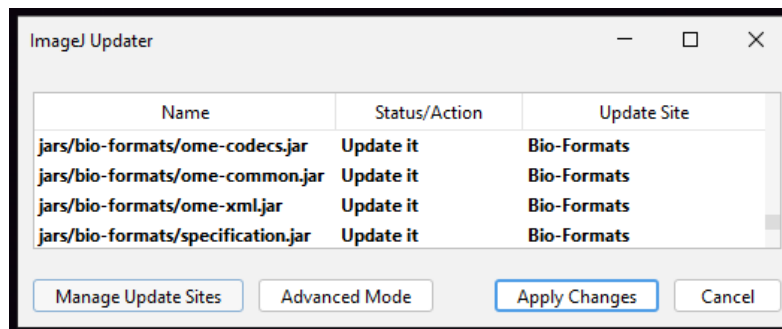 ImageJ Updater
Name Status/Action Update Site
jars/bio-formats/ome-codecs.jar Update it Bio-Formats
jars/bio-formats/ome-common.jar Update it Bio-Formats
jars/bio-formats/ome-xml.jar Update it Bio-Formats
jars/bio-formats/specification.jar Update it Bio-Formats
Manage Update Sites Advanced Mode Apply Changes Cancel